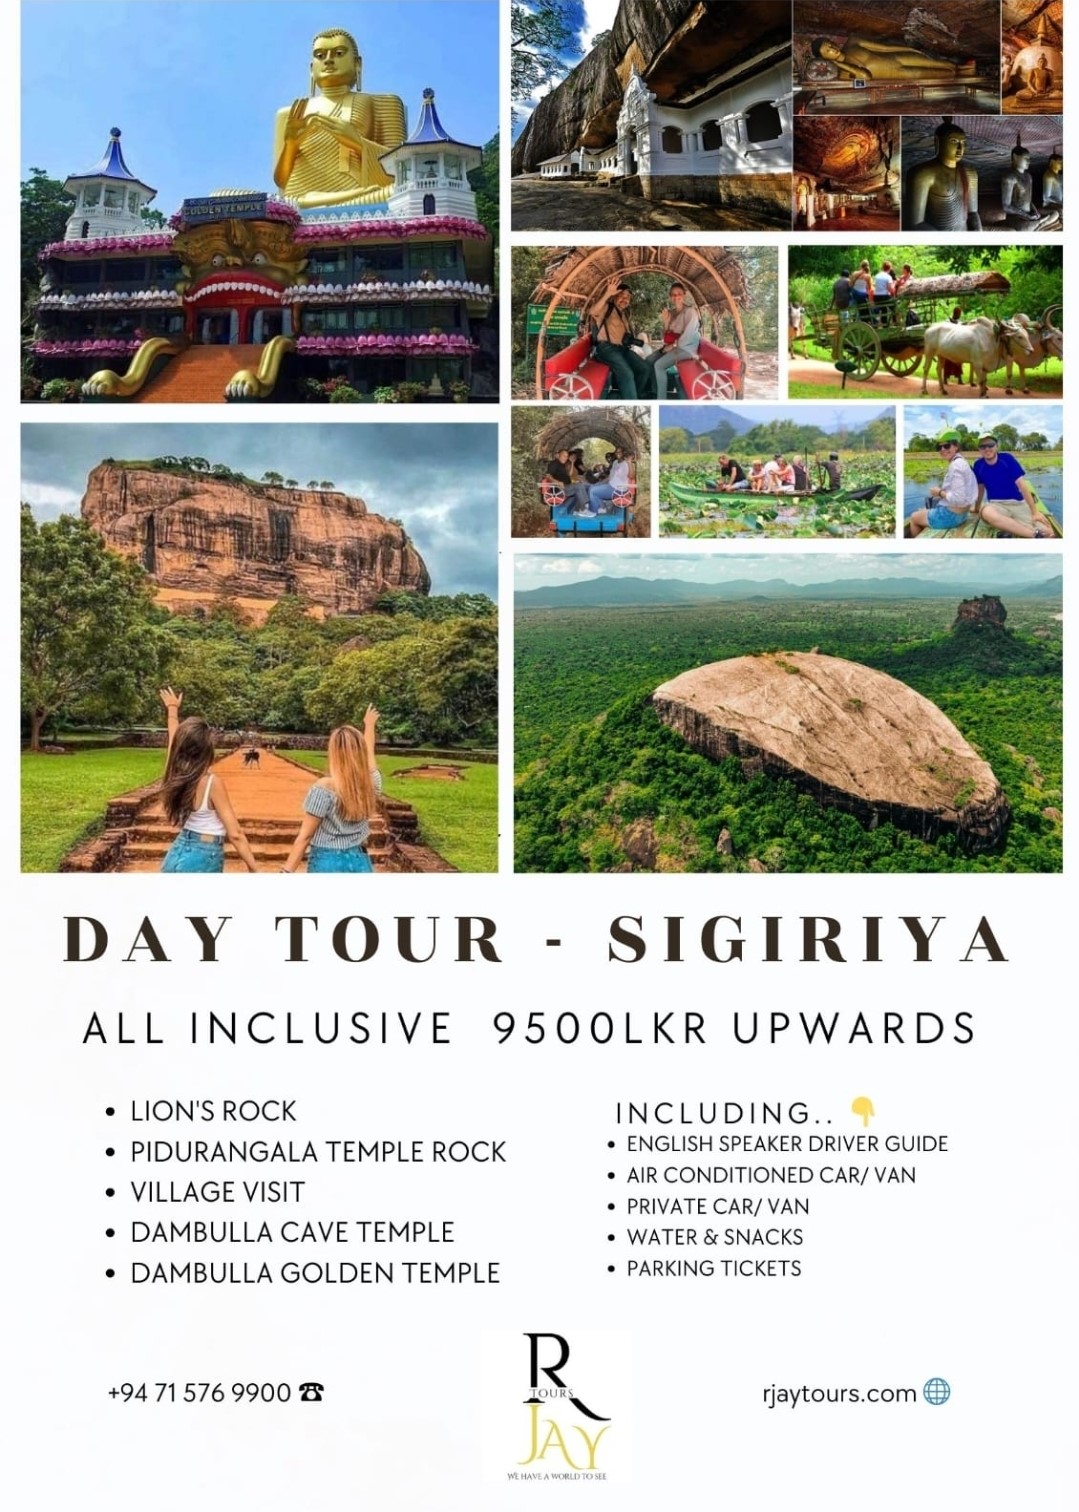 GOLDEN TEMPLE
DAY TOUR - SIGIRIYA
ALL INCLUSIVE 9500LKR UPWARDS
• LION'S ROCK
• PIDURANGALA TEMPLE ROCK
• VILLAGE VISIT
• DAMBULLA CAVE TEMPLE
• DAMBULLA GOLDEN TEMPLE
INCLUDING.. 👇
• ENGLISH SPEAKER DRIVER GUIDE
• AIR CONDITIONED CAR/ VAN
• PRIVATE CAR/ VAN
• WATER & SNACKS
• PARKING TICKETS
+94 71 576 9900 ☎
R
TOURS
JAY
WE HAVE A WORLD TO SEE
rjaytours.com 🌐